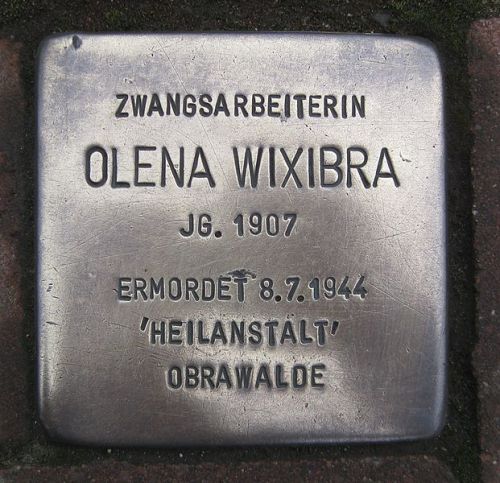 ZWANGSARBEITERIN
OLENA WIXIBRA
JG. 1907
ERMORDET 8.7.1944
'HEILANSTALT'
OBRAWALDE